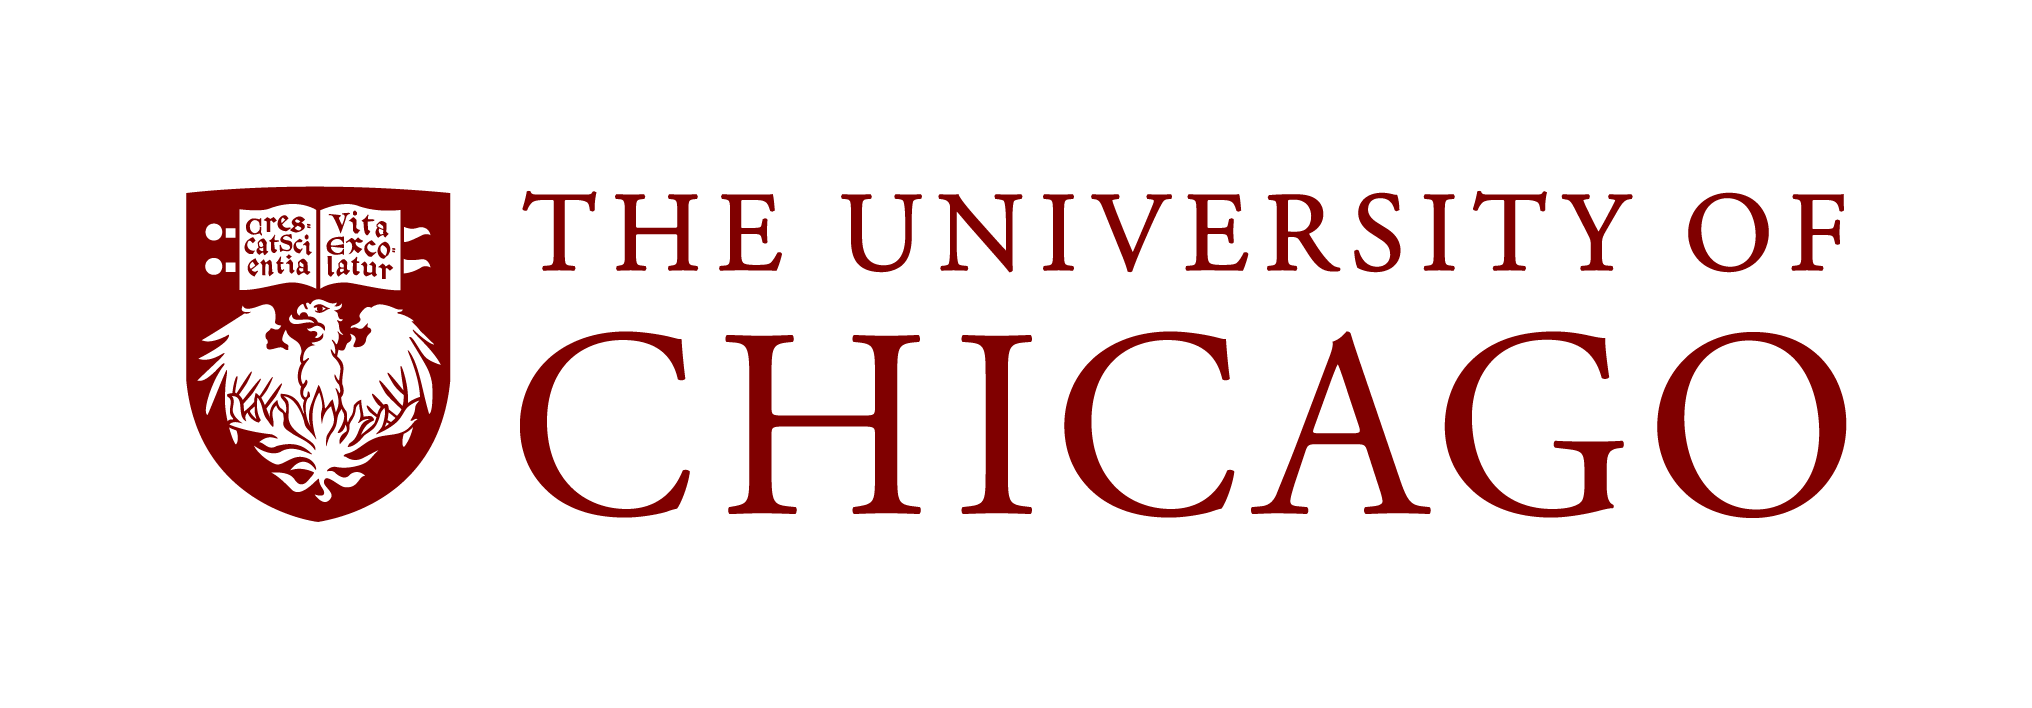 Cres-
catSci
entia
Vita
Exco-
latur
THE UNIVERSITY OF
CHICAGO